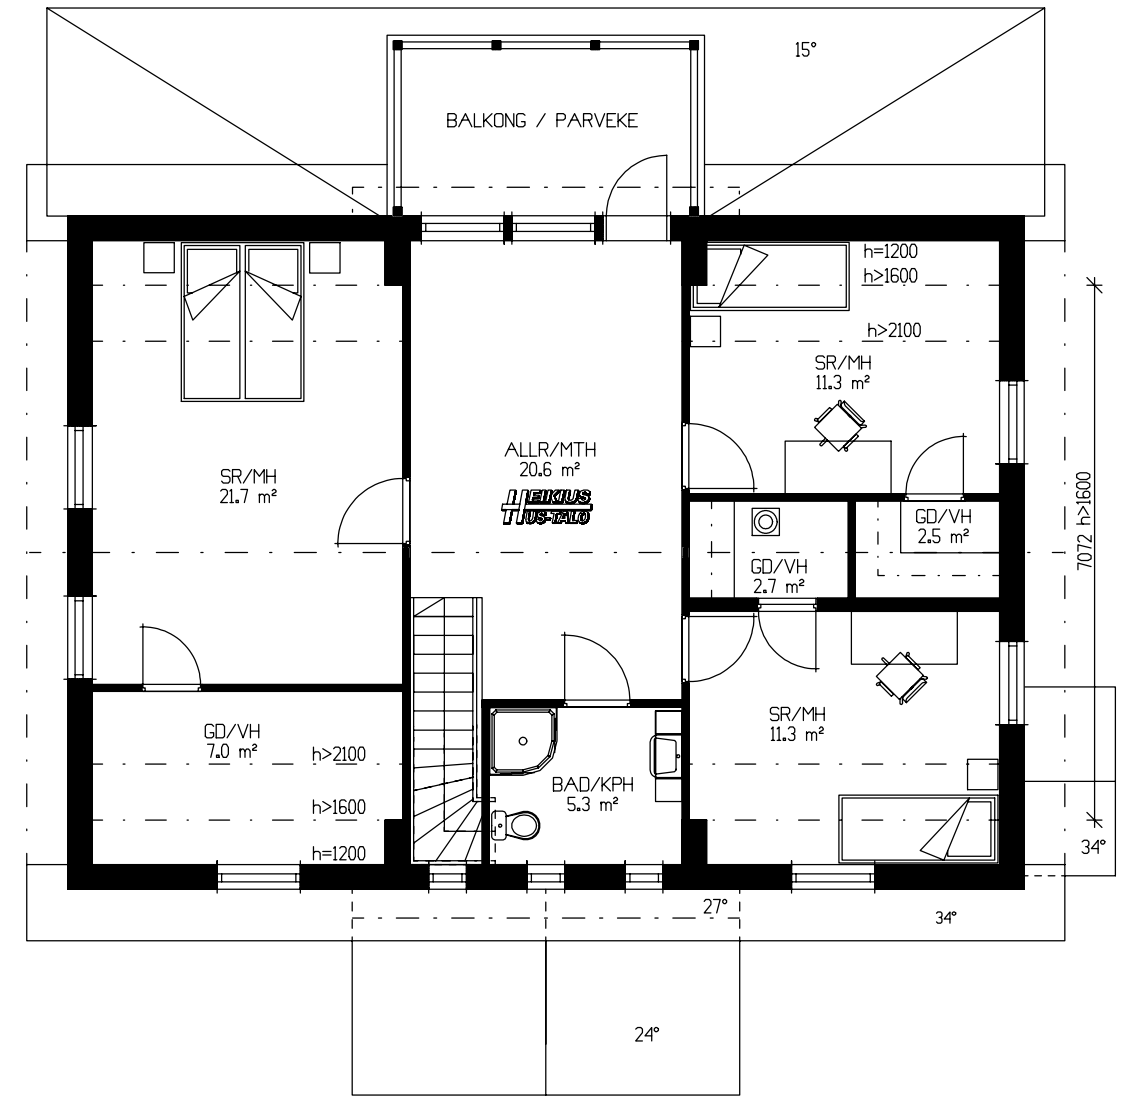 15°
BALKONG / PARVEKE
h=1200
h>1600
h>2100
SR/MH
11.3 m²
ALLR/MTH
20.6 m²
HEIKIUS
HUS-TALO
SR/MH
21.7 m²
7072 h>1600
GD/VH
2.5 m²
GD/VH
2.7 m²
GD/VH
7.0 m²
h>2100
h>1600
h=1200
BAD/KPH
5.3 m²
SR/MH
11.3 m²
34°
27°
34°
24°